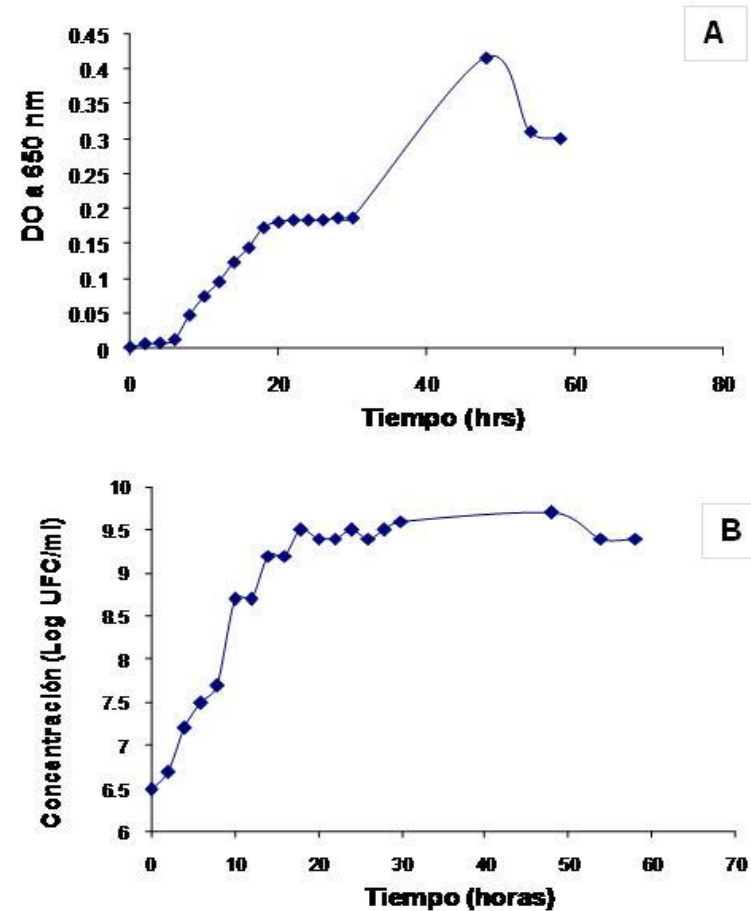 A
0.45
0.4
0.35
0.3
0.25
0.2
0.15
0.1
0.05
0
DO a 650 nm
0 20 40 60 80
Tiempo (hrs)
B
10
9.5
9
8.5
8
7.5
7
6.5
6
Concentración (Log UFC/ml)
0 10 20 30 40 50 60 70
Tiempo (horas)